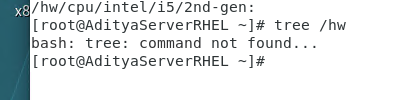 /hw/cpu/intel/i5/2nd-gen:
x8
[root@AdityaServerRHEL ~]# tree /hw
bash: tree: command not found...
[root@AdityaServerRHEL ~]#